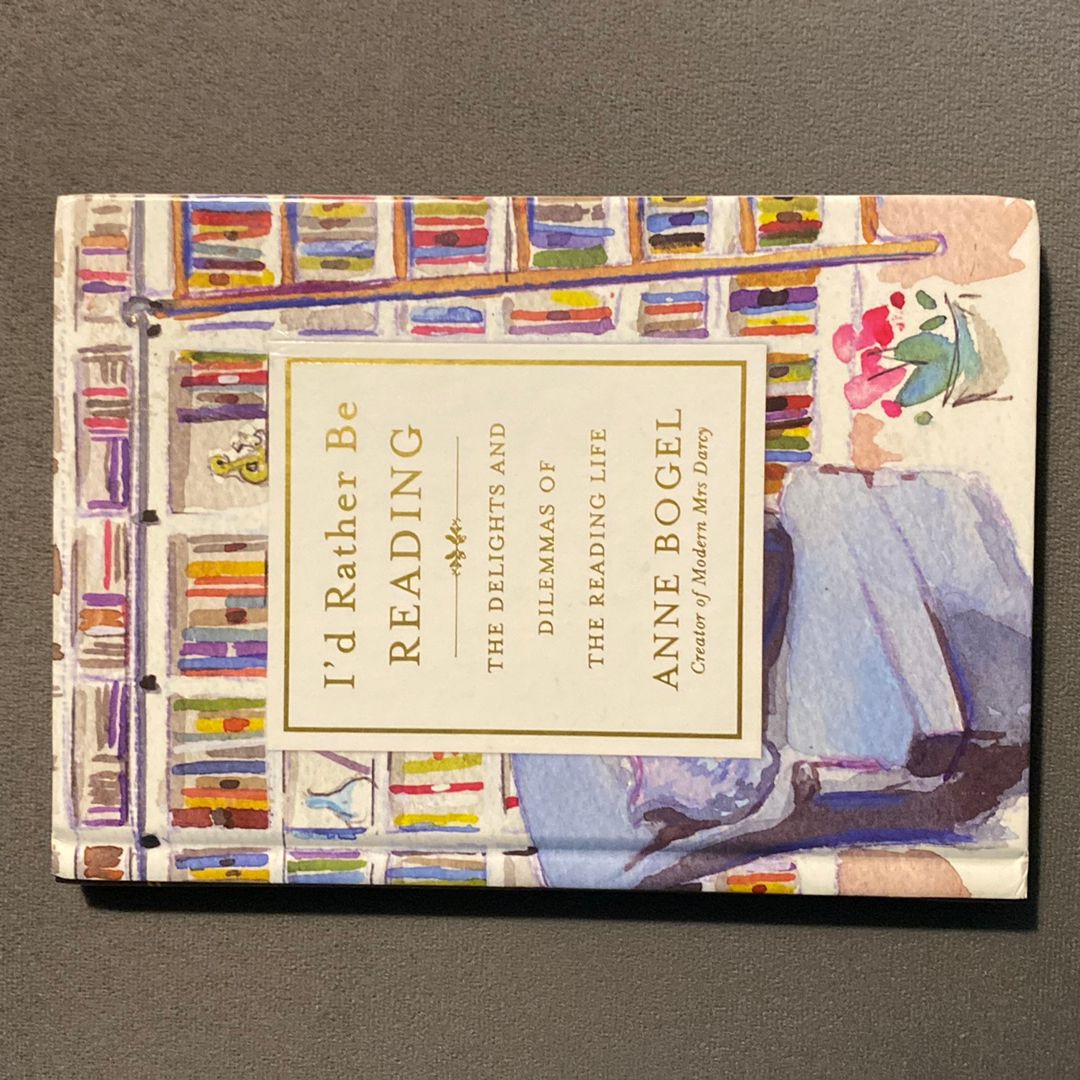 I'd Rather Be
READING
THE DELIGHTS AND
DILEMMAS OF
THE READING LIFE
ANNE BOGEL
Creator of Modern Mrs Darcy